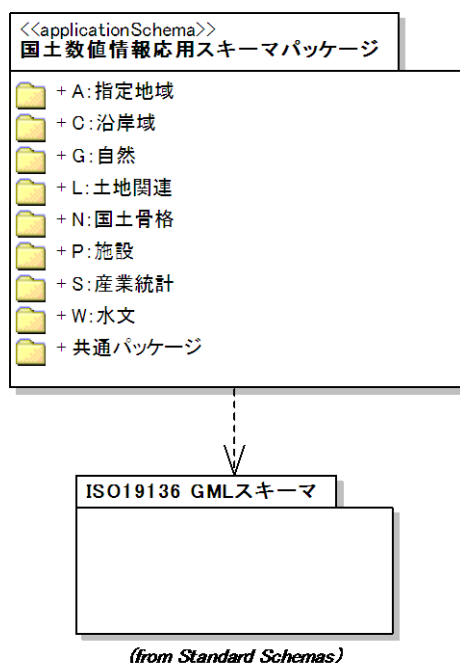 <<applicationSchema>>
国土数値情報応用スキーマパッケージ
+ A:指定地域
+ C:沿岸域
+ G:自然
+ L:土地関連
+ N:国土骨格
+ P:施設
+ S:産業統計
+ W:水文
+ 共通パッケージ
ISO19136 GMLスキーマ
(from Standard Schemas)